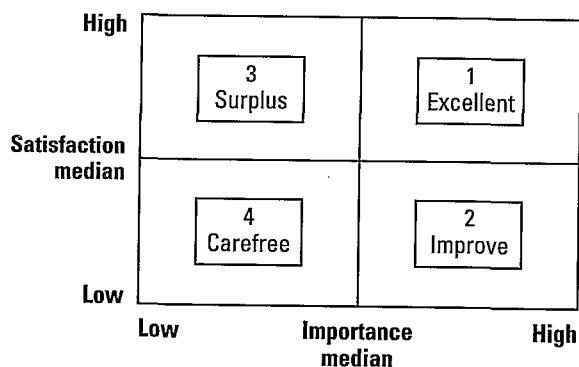 High
3
Surplus
1
Excellent
Satisfaction
median
4
Carefree
2
Improve
Low
Low
Importance
median
High